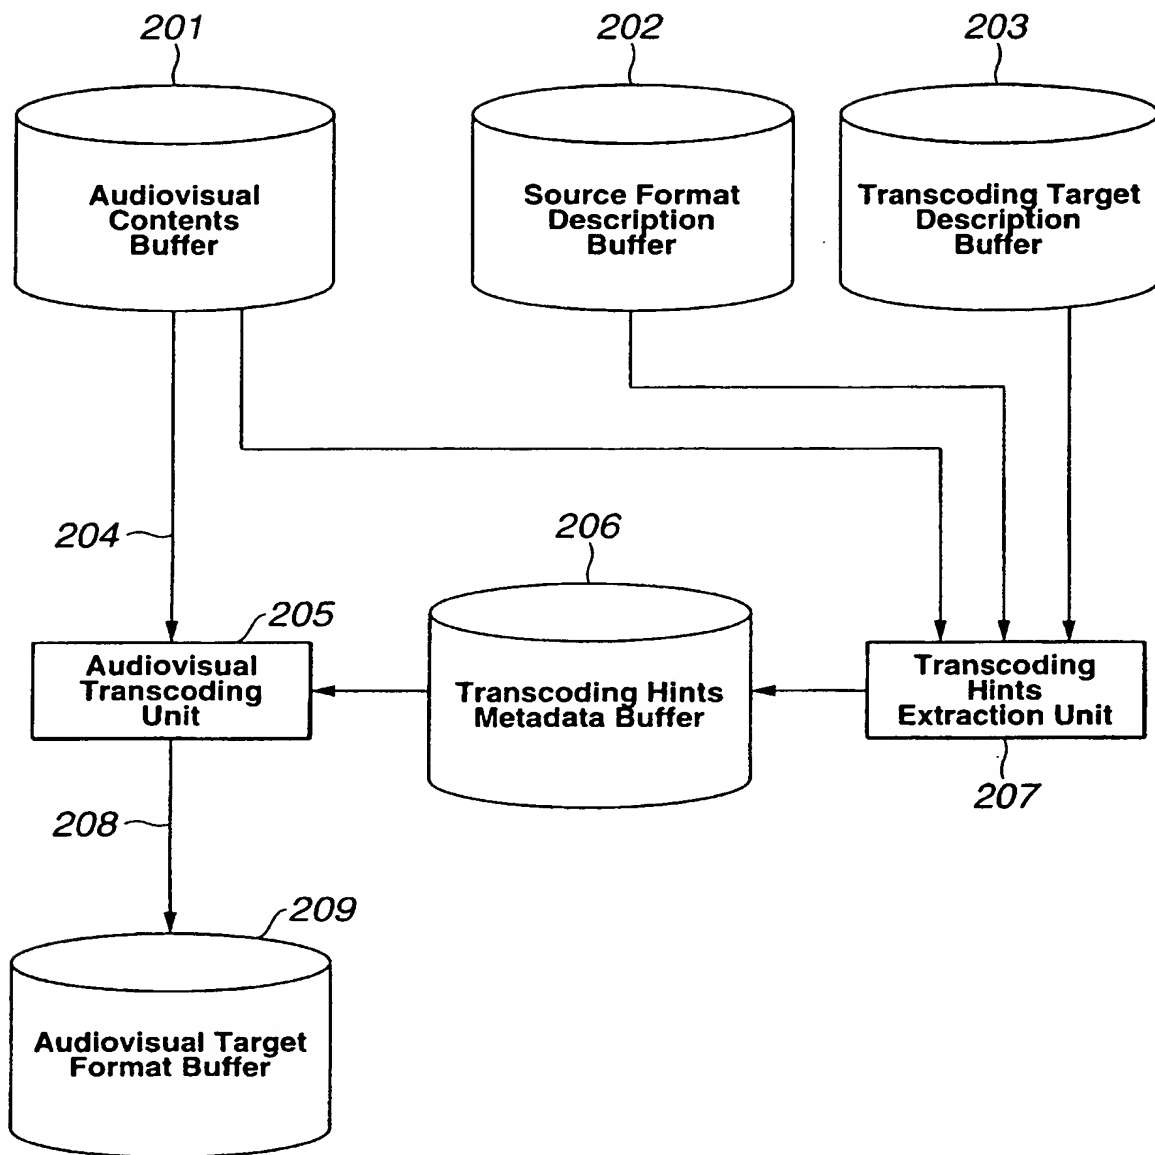 201
202
203
Audiovisual
Contents
Buffer
Source Format
Description
Buffer
Transcoding Target
Description
Buffer
204
206
205
Audiovisual
Transcoding
Unit
Transcoding Hints
Metadata Buffer
Transcoding
Hints
Extraction Unit
207
208
209
Audiovisual Target
Format Buffer